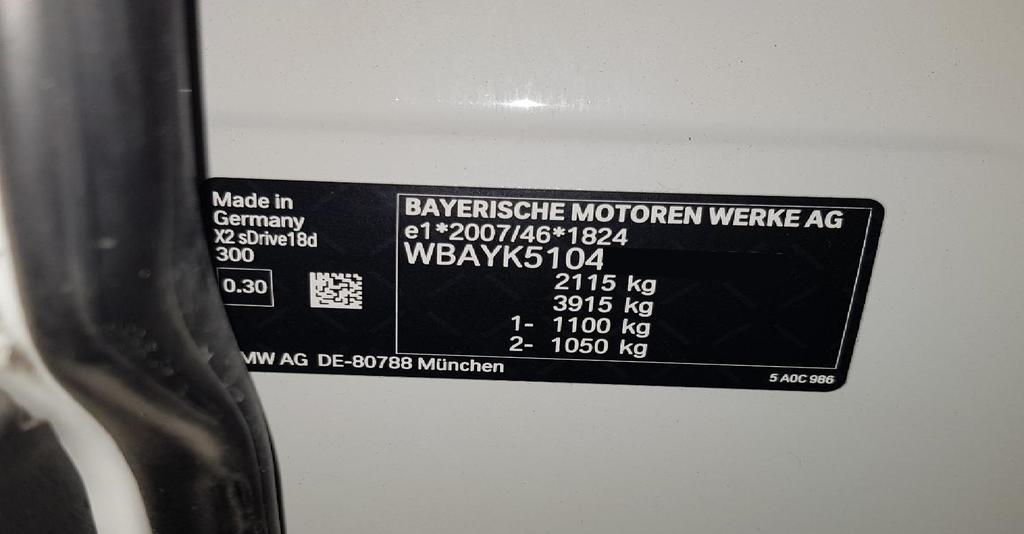 Made in
Germany
X2 sDrive18d
300
0.30
BAYERISCHE MOTOREN WERKE AG
e1*2007/46*1824
WBAYK5104
2115 kg
3915 kg
1- 1100 kg
2- 1050 kg
MW AG DE-80788 München
5 A0C 986